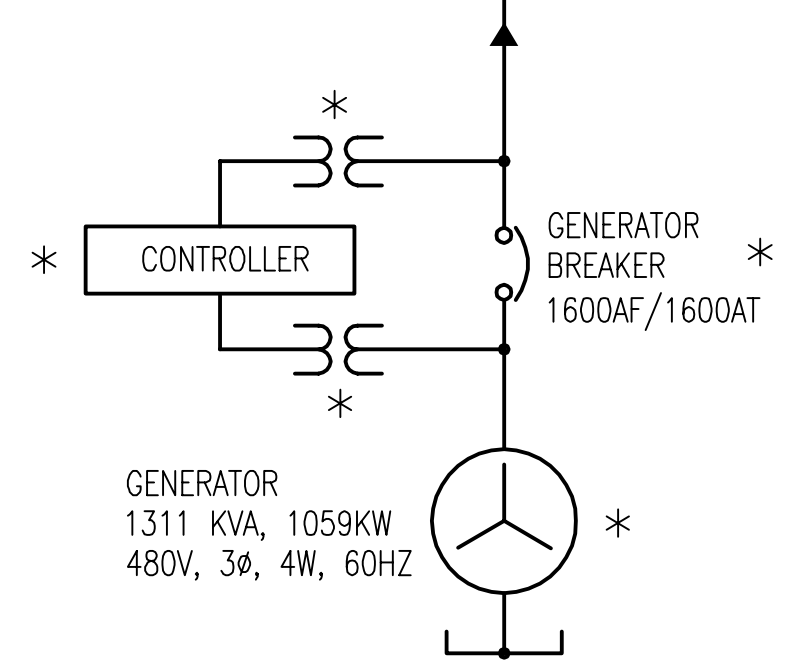 *
GENERATOR
BREAKER
1600AF/1600AT
*
* CONTROLLER
*
GENERATOR
1311 KVA, 1059KW
480V, 3ø, 4W, 60HZ
*